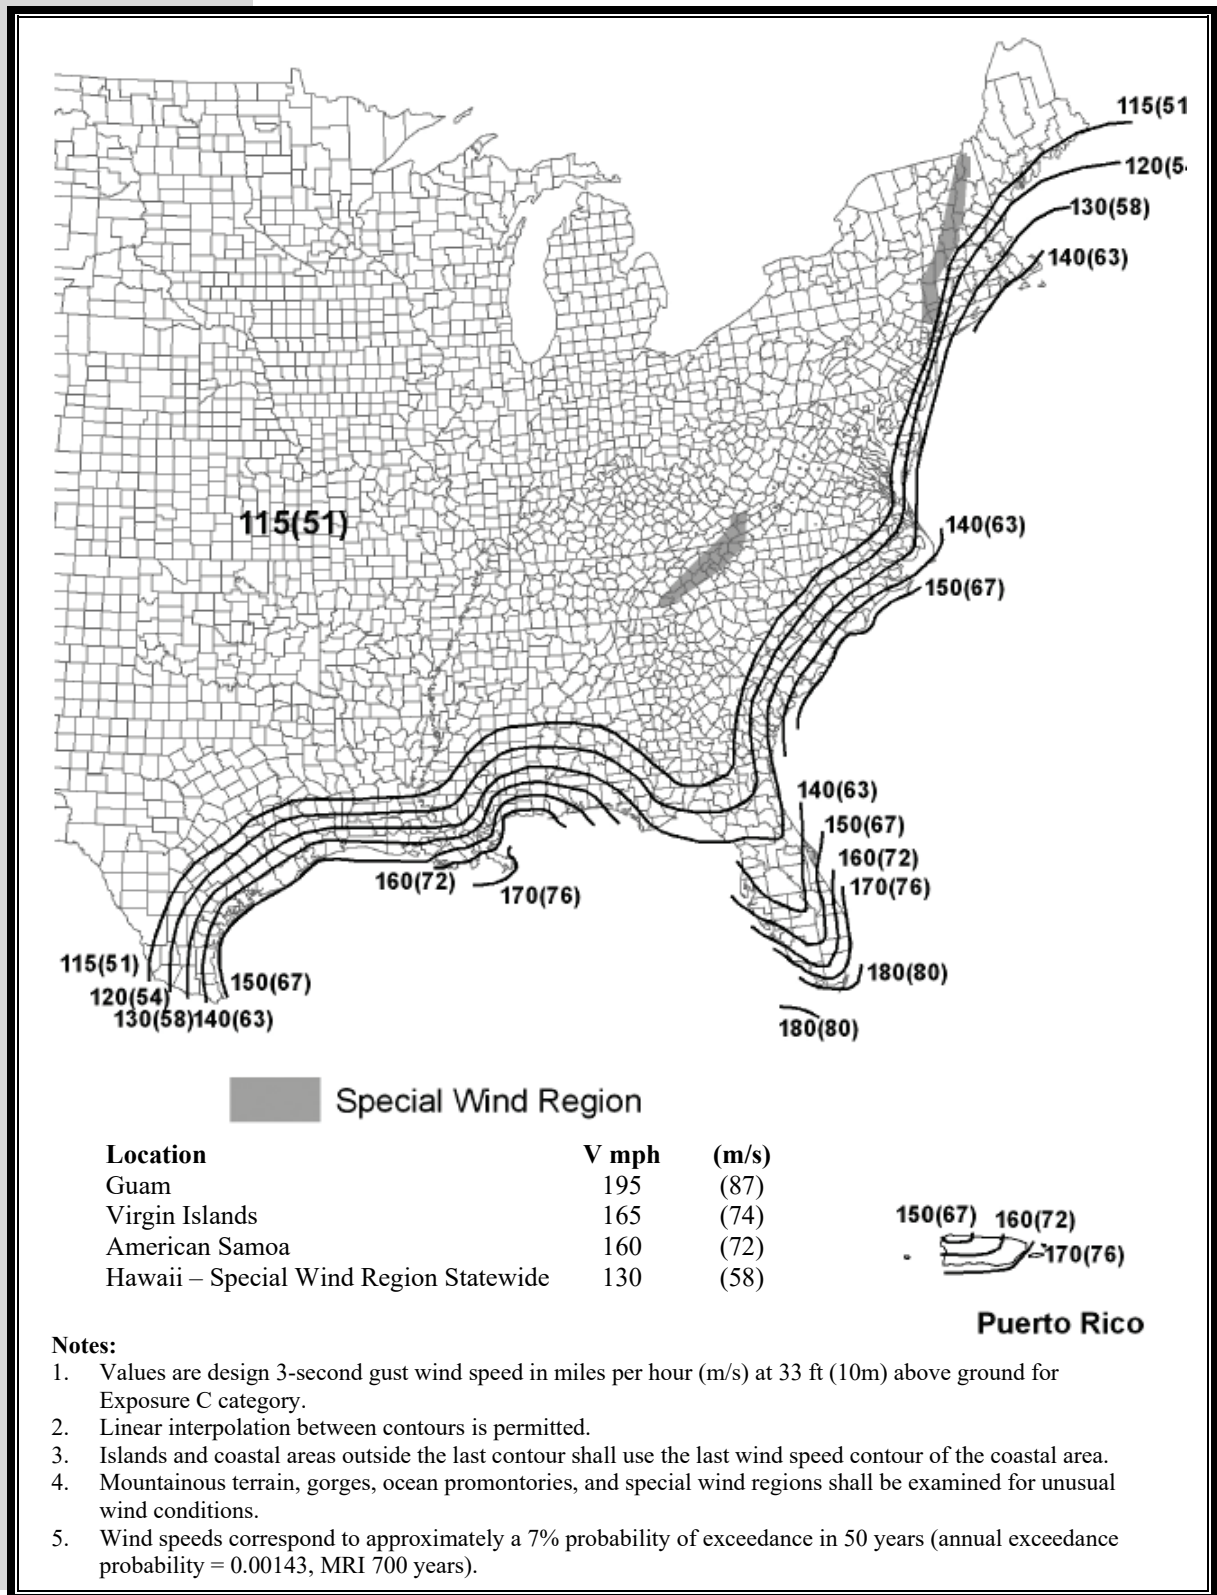 115(51
120(5
130(58)
140(63)
115(51)
140(63)
150(67)
140(63)
150(67)
160(72)
170(76)
160(72)
170(76)
115(51)
150(67)
180(80)
120(54)
130(58)140(63)
180(80)
Special Wind Region
Location V mph (m/s)
Guam 195 (87)
Virgin Islands 165 (74)
American Samoa 160 (72)
Hawaii – Special Wind Region Statewide 130 (58)
150(67) 160(72)
170(76)
Puerto Rico
Notes:
1. Values are design 3-second gust wind speed in miles per hour (m/s) at 33 ft (10m) above ground for
Exposure C category.
2. Linear interpolation between contours is permitted.
3. Islands and coastal areas outside the last contour shall use the last wind speed contour of the coastal area.
4. Mountainous terrain, gorges, ocean promontories, and special wind regions shall be examined for unusual
wind conditions.
5. Wind speeds correspond to approximately a 7% probability of exceedance in 50 years (annual exceedance
probability = 0.00143, MRI 700 years).